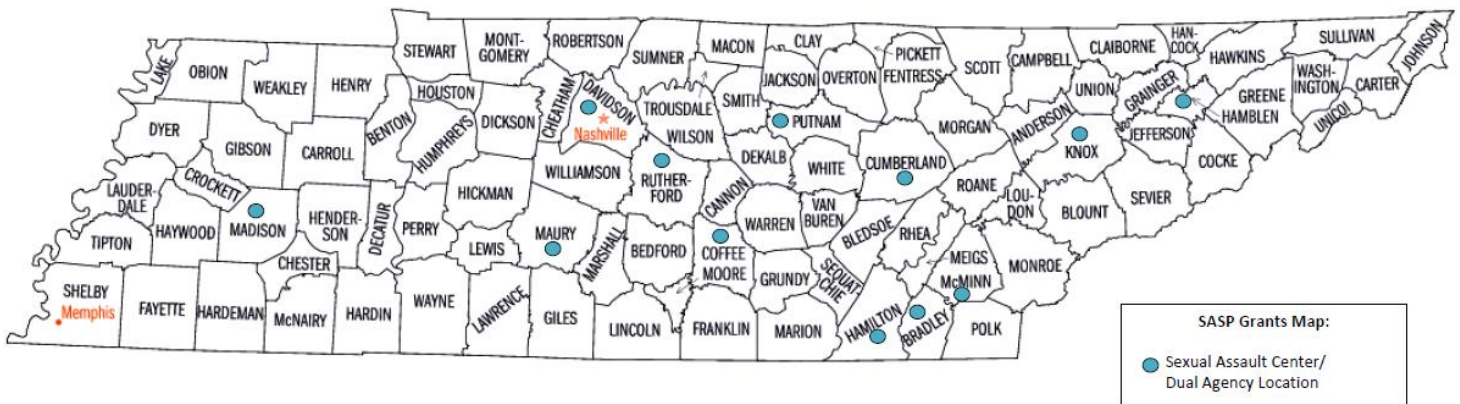 STEWART
MONT-
GOMERY
ROBERTSON
SUMNER
MACON
CLAY
PICKETT
FENTRESS
SCOTT
CAMPBELL
CLAIBORNE
HAN-
COCK
HAWKINS
SULLIVAN
JOHNSON
LAKE
OBION
WEAKLEY
HENRY
HOUSTON
CHEATHAM
DAVIDSON
Nashville
TROUSDALE
SMITH
JACKSON
OVERTON
UNION
GRAINGER
GREENE
HAMBLEN
WASH-
INGTON
CARTER
UNICOI
DYER
GIBSON
CARROLL
BENTON
HUMPHREYS
DICKSON
WILSON
PUTNAM
MORGAN
ANDERSON
KNOX
JEFFERSON
COCKE
LAUDER-
DALE
CROCKETT
HICKMAN
WILLIAMSON
RUTHER-
FORD
CANNON
DEKALB
WHITE
CUMBERLAND
ROANE
LOU-
DON
BLOUNT
SEVIER
TIPTON
HAYWOOD
MADISON
HENDER-
SON
DECATUR
PERRY
LEWIS
MAURY
MARSHALL
BEDFORD
COFFEE
MOORE
WARREN
VAN
BUREN
BLEDSOE
RHEA
MEIGS
McMINN
MONROE
SHELBY
Memphis
FAYETTE
HARDEMAN
CHESTER
McNAIRY
HARDIN
WAYNE
LAWRENCE
GILES
LINCOLN
FRANKLIN
GRUNDY
SEQUAT-
CHIE
MARION
HAMILTON
BRADLEY
POLK
SASP Grants Map:
Sexual Assault Center/
Dual Agency Location